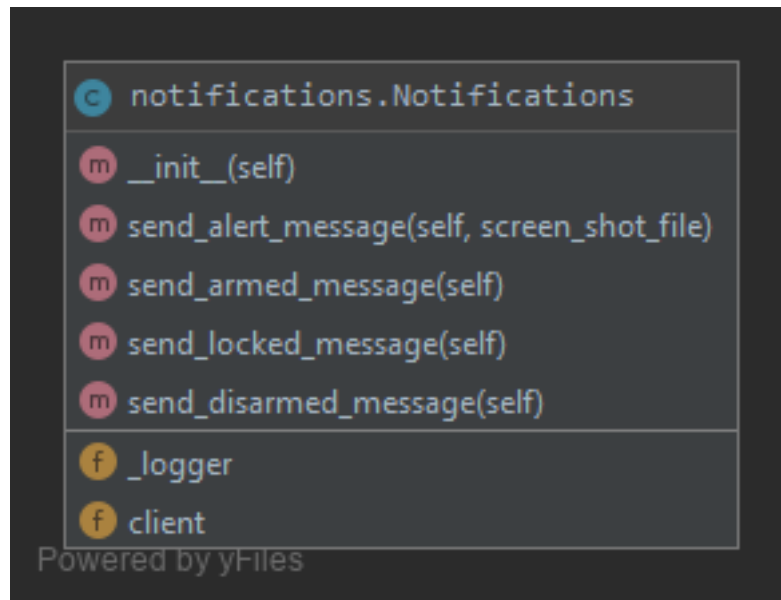 c notifications.Notifications
m __init__(self)
m send_alert_message(self, screen_shot_file)
m send_armed_message(self)
m send_locked_message(self)
m send_disarmed_message(self)
f _logger
f client
Powered by yFiles